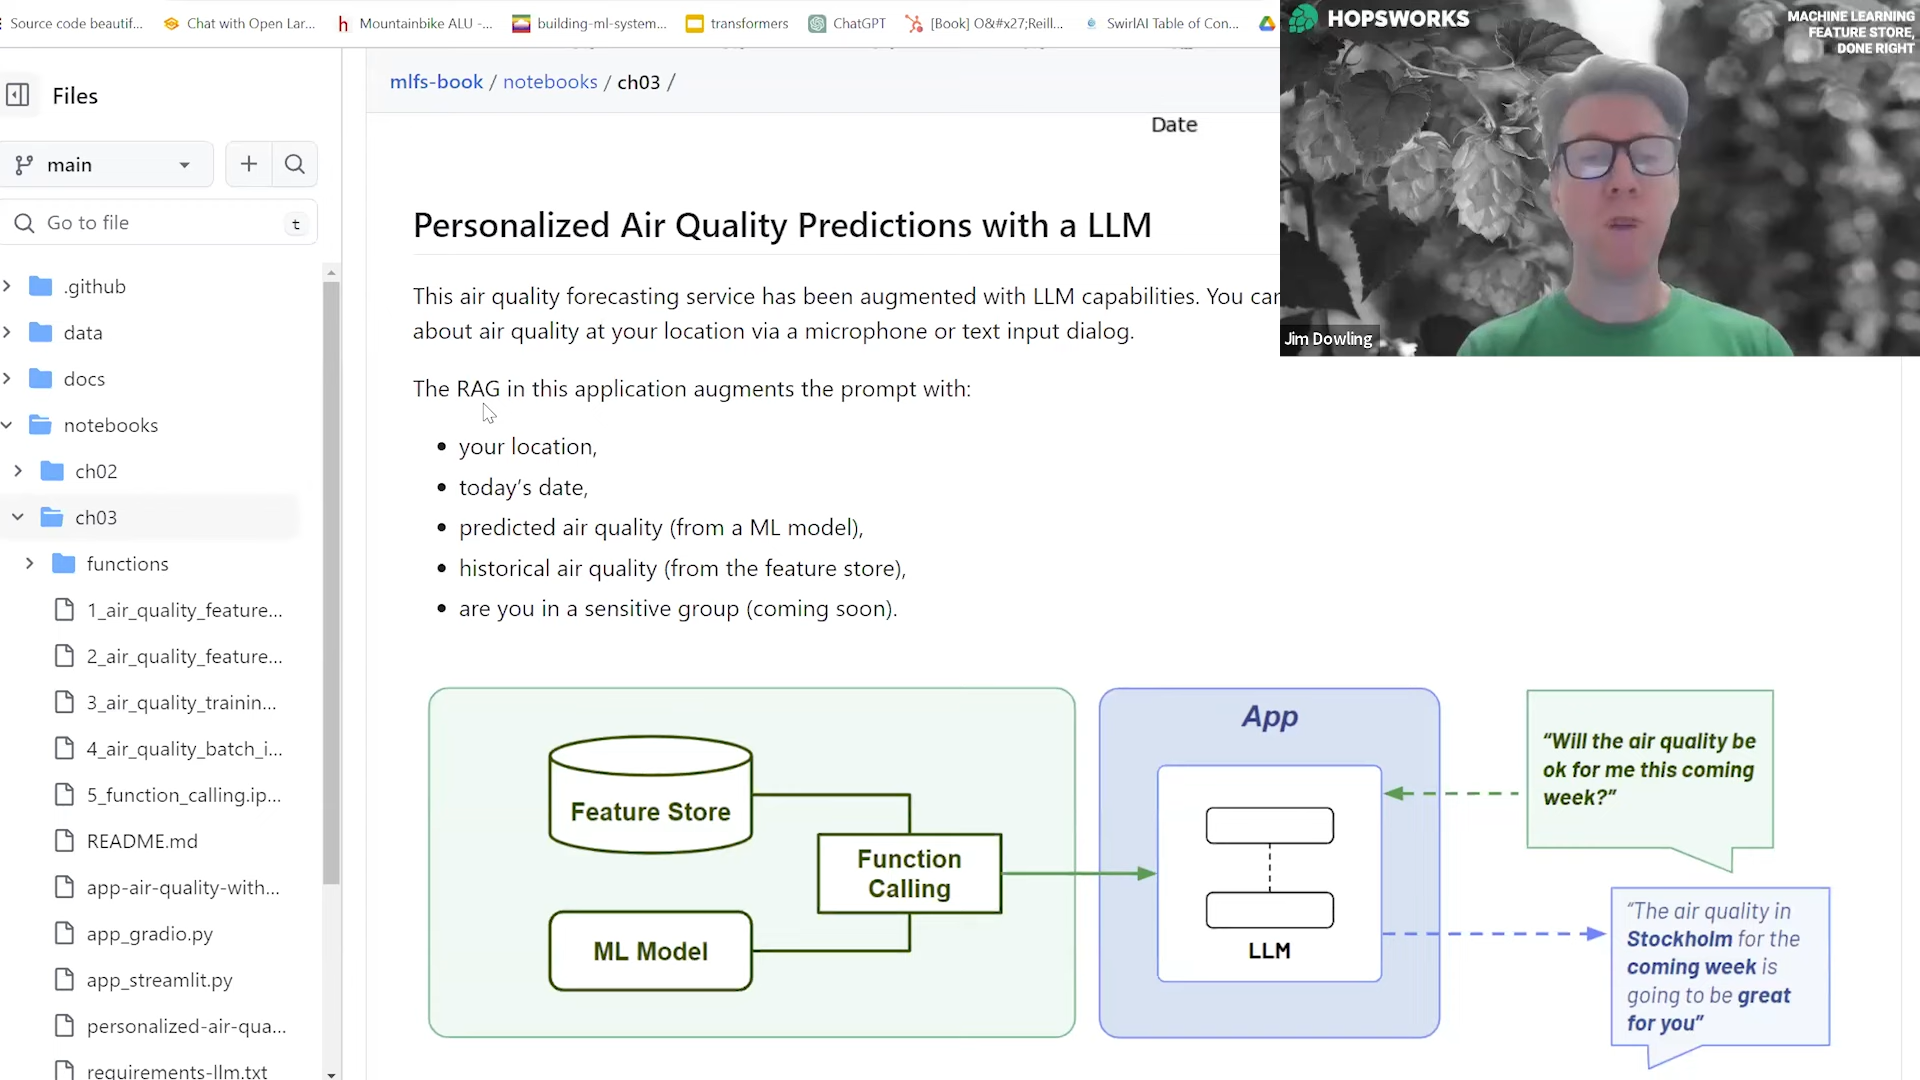 Source code beautif...
Chat with Open Lar...
Mountainbike ALU -...
building-ml-system...
transformers
ChatGPT
[Book] O&#x27;Reill...
SwirlAI Table of Con...
HOPSWORKS
MACHINE LEARNING
FEATURE STORE,
DONE RIGHT
Jim Dowling
Files
main
Go to file
t
.github
data
docs
notebooks
ch02
ch03
functions
1_air_quality_feature...
2_air_quality_feature...
3_air_quality_trainin...
4_air_quality_batch_i...
5_function_calling.ip...
README.md
app-air-quality-with...
app_gradio.py
app_streamlit.py
personalized-air-qua...
requirements-llm.txt
mlfs-book / notebooks / ch03 /
Date
Personalized Air Quality Predictions with a LLM
This air quality forecasting service has been augmented with LLM capabilities. You can
about air quality at your location via a microphone or text input dialog.
The RAG in this application augments the prompt with:
• your location,
• today's date,
• predicted air quality (from a ML model),
• historical air quality (from the feature store),
• are you in a sensitive group (coming soon).
Feature Store
ML Model
Function
Calling
App
LLM
“Will the air quality be
ok for me this coming
week?”
“The air quality in
Stockholm for the
coming week is
going to be great
for you”